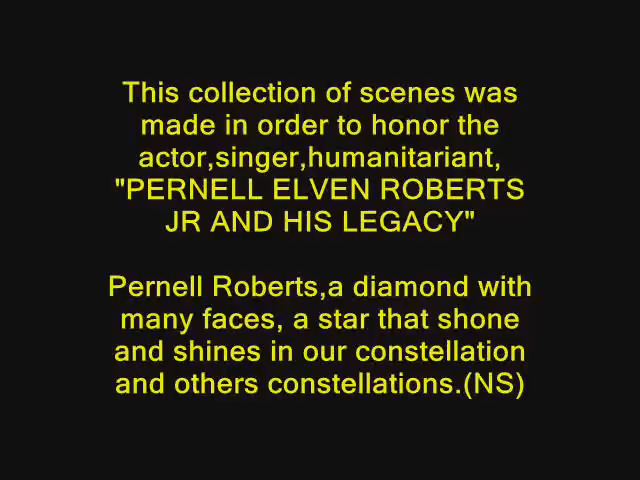 This collection of scenes was
made in order to honor the
actor,singer,humanitariant,
"PERNELL ELVEN ROBERTS
JR AND HIS LEGACY"
Pernell Roberts,a diamond with
many faces, a star that shone
and shines in our constellation
and others constellations.(NS)